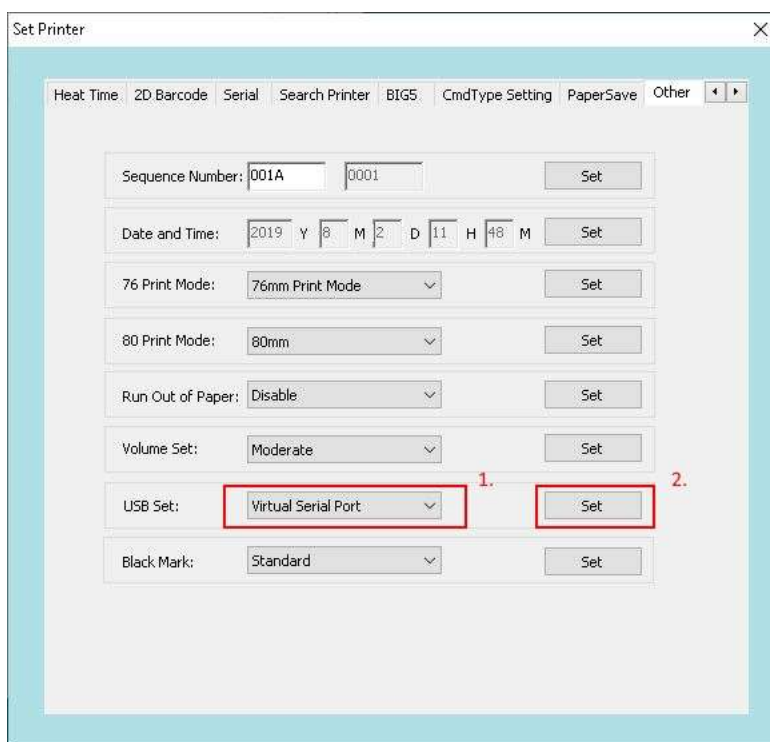 Set Printer
Heat Time 2D Barcode Serial Search Printer BIG5 CmdType Setting PaperSave Other
Sequence Number: 001A 0001 Set
Date and Time: 2019 Y 8 M 2 D 11 H 48 M Set
76 Print Mode: 76mm Print Mode Set
80 Print Mode: 80mm Set
Run Out of Paper: Disable Set
Volume Set: Moderate Set
1. 2.
USB Set: Virtual Serial Port Set
Black Mark: Standard Set